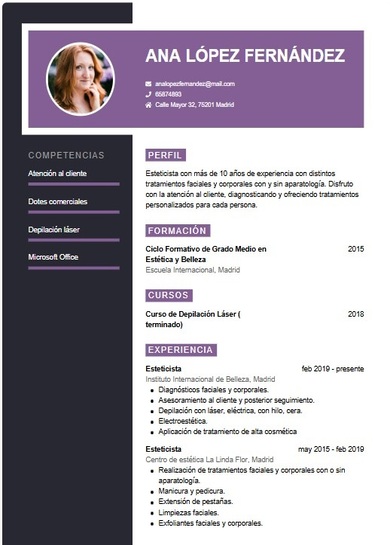 ANA LÓPEZ FERNÁNDEZ
analopezfernandez@mail.com
65674893
Calle Mayor 32, 75201 Madrid
COMPETENCIAS
Atención al cliente
Dotes comerciales
Depilación láser
Microsoft Office
PERFIL
Esteticista con más de 10 años de experiencia con distintos
tratamientos faciales y corporales con y sin aparatología. Disfruto
con la atención al cliente, diagnosticando y ofreciendo tratamientos
personalizados para cada persona.
FORMACIÓN
Ciclo Formativo de Grado Medio en 2015
Estética y Belleza
Escuela Internacional, Madrid
CURSOS
Curso de Depilación Láser ( 2018
terminado)
EXPERIENCIA
Esteticista feb 2019 - presente
Instituto Internacional de Belleza, Madrid
• Diagnósticos faciales y corporales.
• Asesoramiento al cliente y posterior seguimiento.
• Depilación con láser, eléctrica, con hilo, cera.
• Electroestética.
• Aplicación de tratamiento de alta cosmética
Esteticista may 2015 - feb 2019
Centro de estética La Linda Flor, Madrid
• Realización de tratamientos faciales y corporales con o sin
aparatología.
• Manicura y pedicura.
• Extensión de pestañas.
• Limpiezas faciales.
• Exfoliantes faciales y corporales.